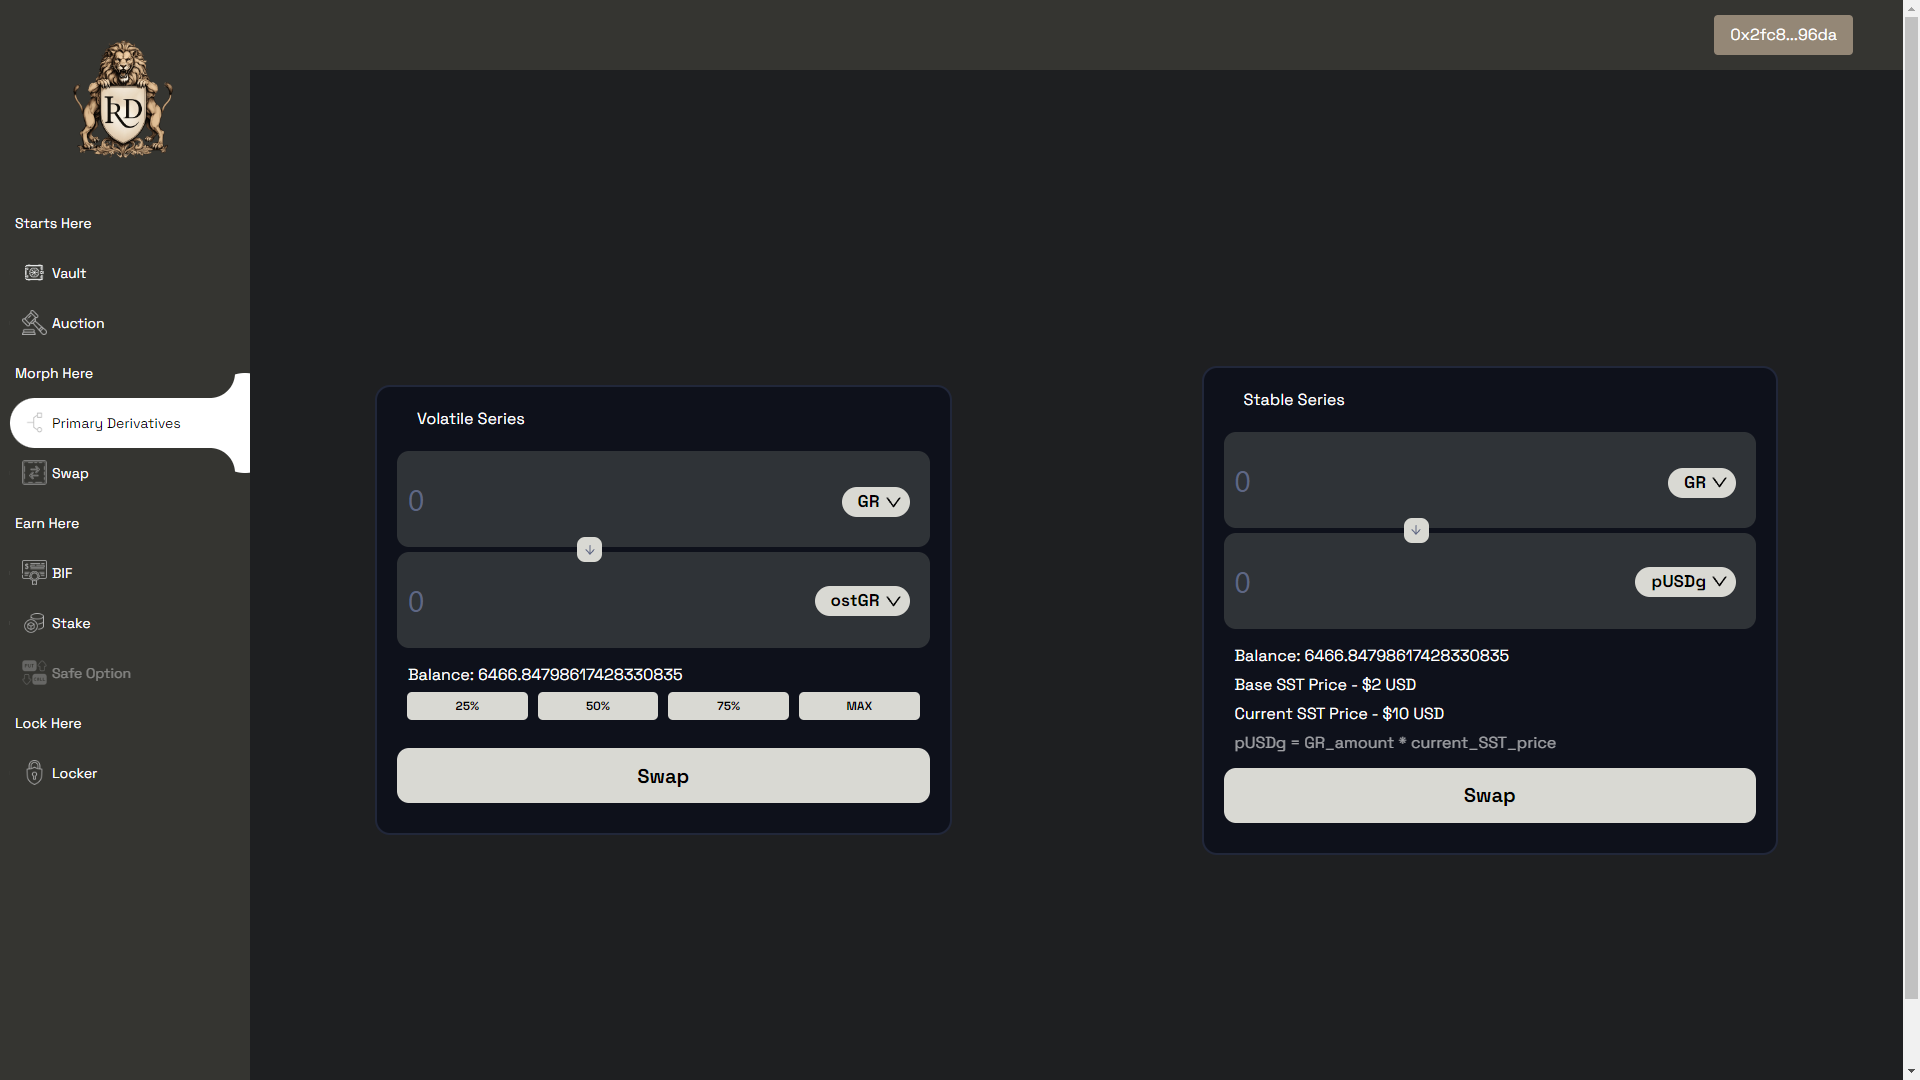 0x2fc8...96da
RD
Starts Here
Vault
Auction
Morph Here
Primary Derivatives
Swap
Earn Here
BIF
Stake
Safe Option
Lock Here
Locker
Volatile Series
0
GR
0
ostGR
Balance: 6466.84798617428330835
25% 50% 75% MAX
Swap
Stable Series
0
GR
0
pUSDg
Balance: 6466.84798617428330835
Base SST Price - $2 USD
Current SST Price - $10 USD
pUSDg = GR_amount * current_SST_price
Swap